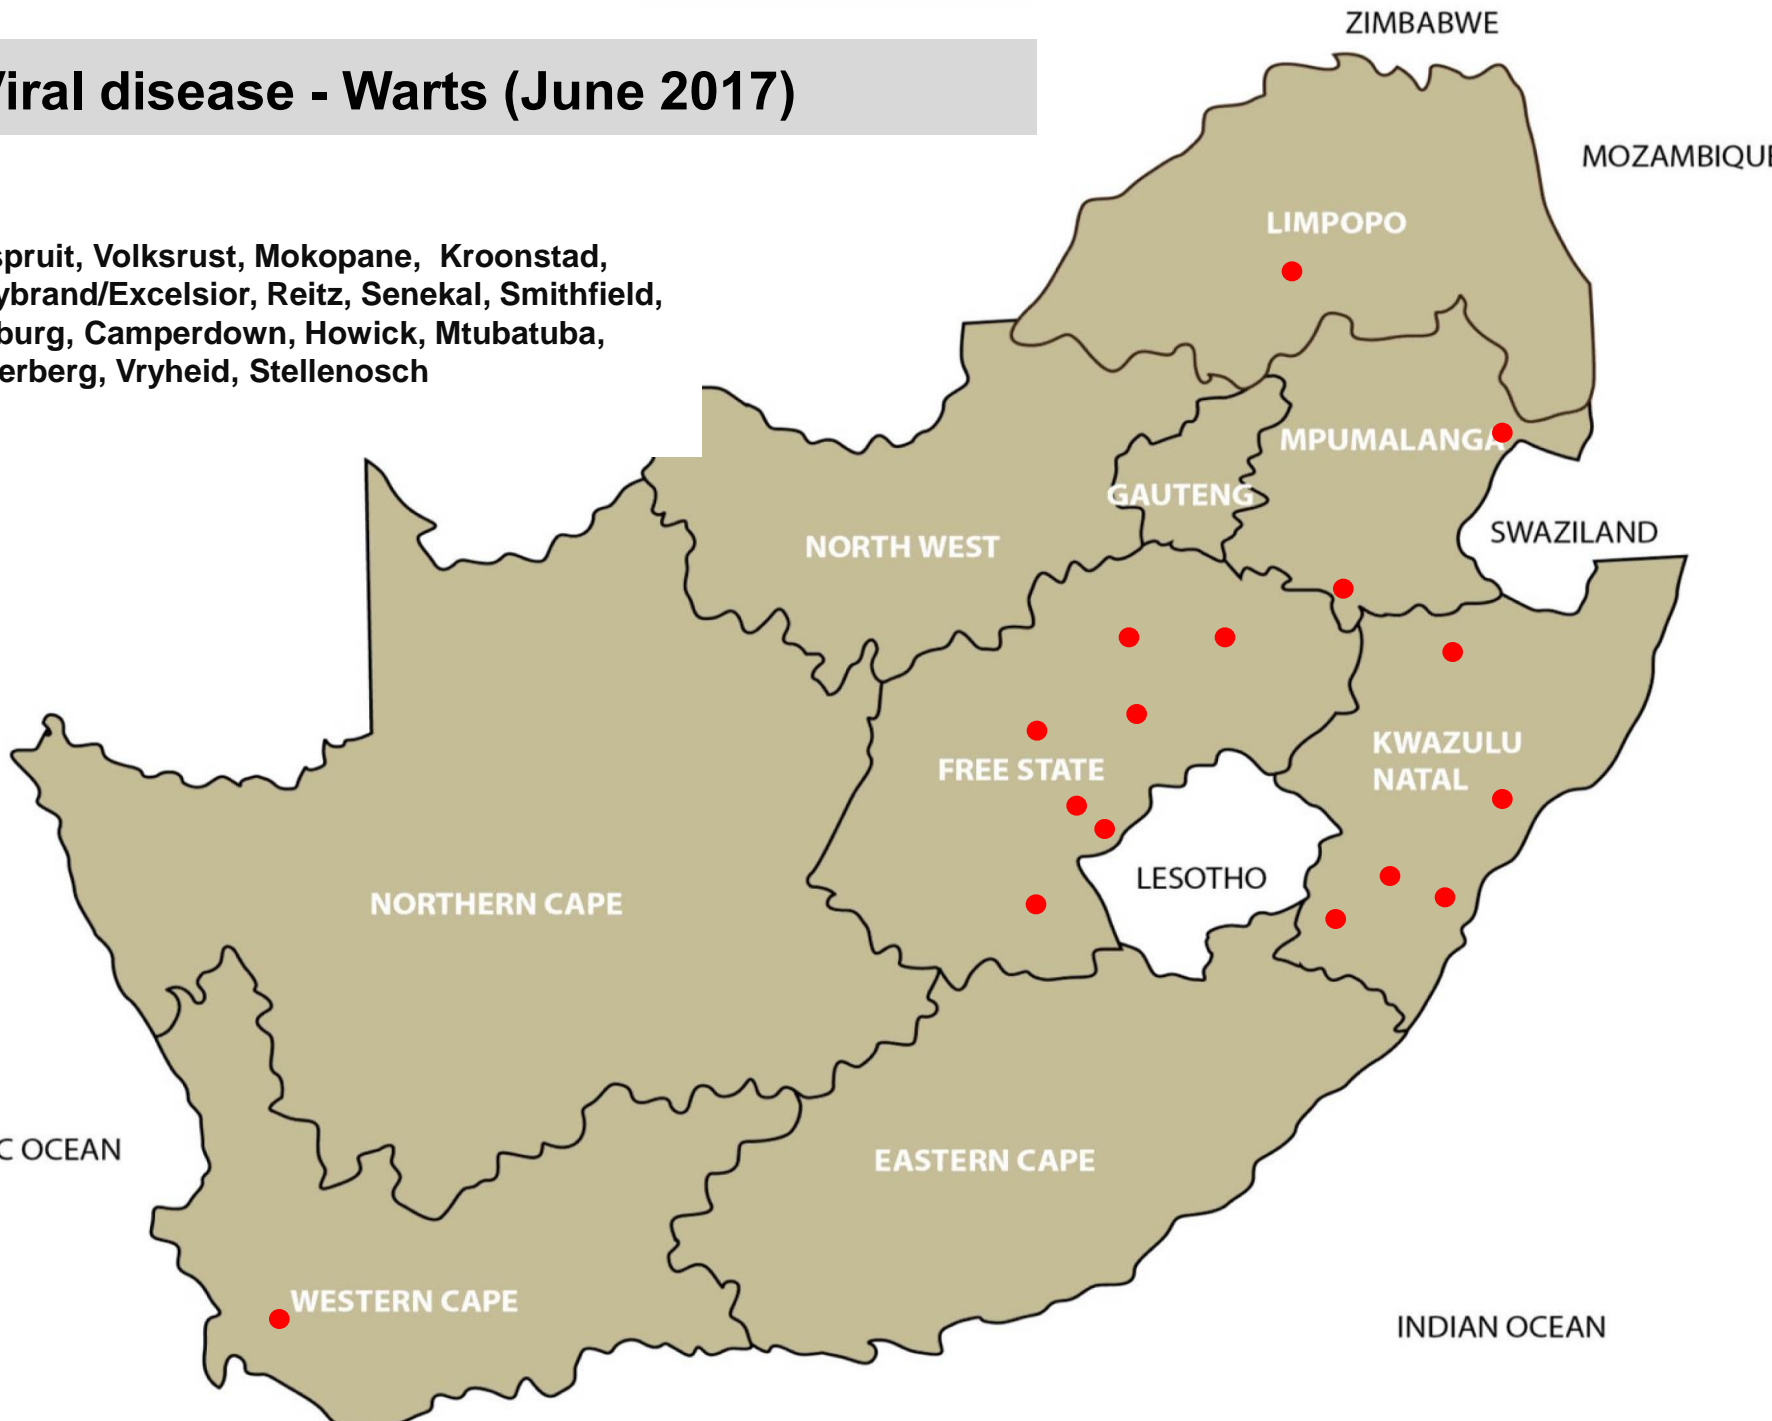 Viral disease - Warts (June 2017)
spruit, Volksrust, Mokopane, Kroonstad,
ybrand/Excelsior, Reitz, Senekal, Smithfield,
burg, Camperdown, Howick, Mtubatuba,
erberg, Vryheid, Stellenosch
ZIMBABWE
MOZAMBIQUE
LIMPOPO
MPUMALANGA
GAUTENG
NORTH WEST
SWAZILAND
KWAZULU
NATAL
FREE STATE
LESOTHO
NORTHERN CAPE
C OCEAN
EASTERN CAPE
WESTERN CAPE
INDIAN OCEAN